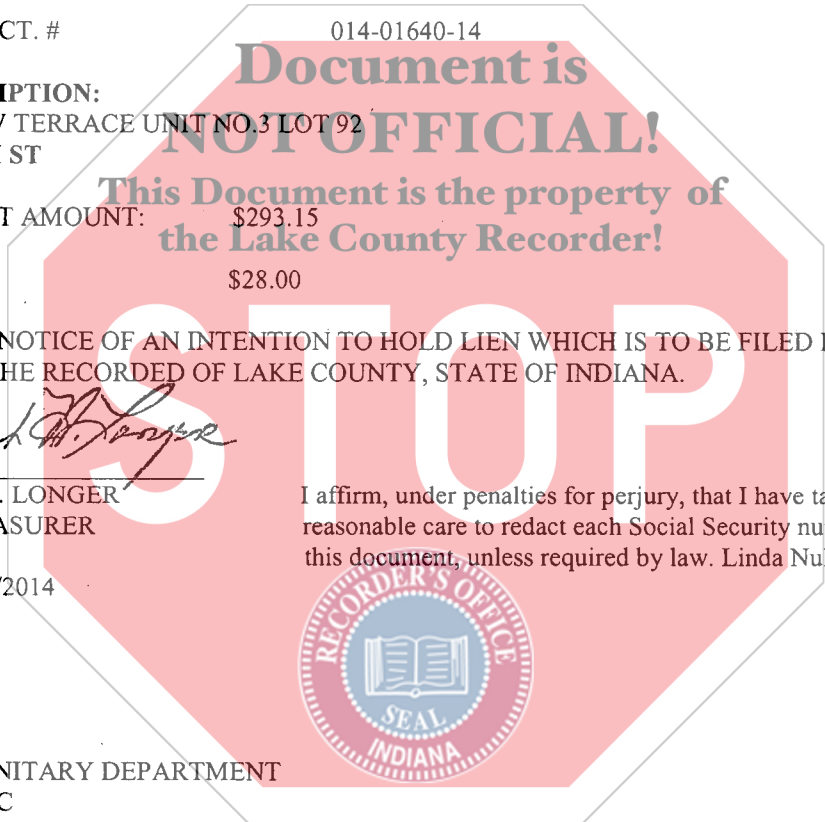 CT. # 014-01640-14
Document is
IPTION:
TERRACE UNIT NO.3 LOT 92
NOT OFFICIAL!
ST
This Document is the property of
T AMOUNT: $293.15
the Lake County Recorder!
$28.00
STOP
NOTICE OF AN INTENTION TO HOLD LIEN WHICH IS TO BE FILED
HE RECORDED OF LAKE COUNTY, STATE OF INDIANA.
. LONGER
I affirm, under penalties for perjury, that I have ta
ASURER
reasonable care to redact each Social Security nu
this document, unless required by law. Linda Nu
/2014
RECORDER'S OFFICE
SEAL
INDIANA
NITARY DEPARTMENT
C